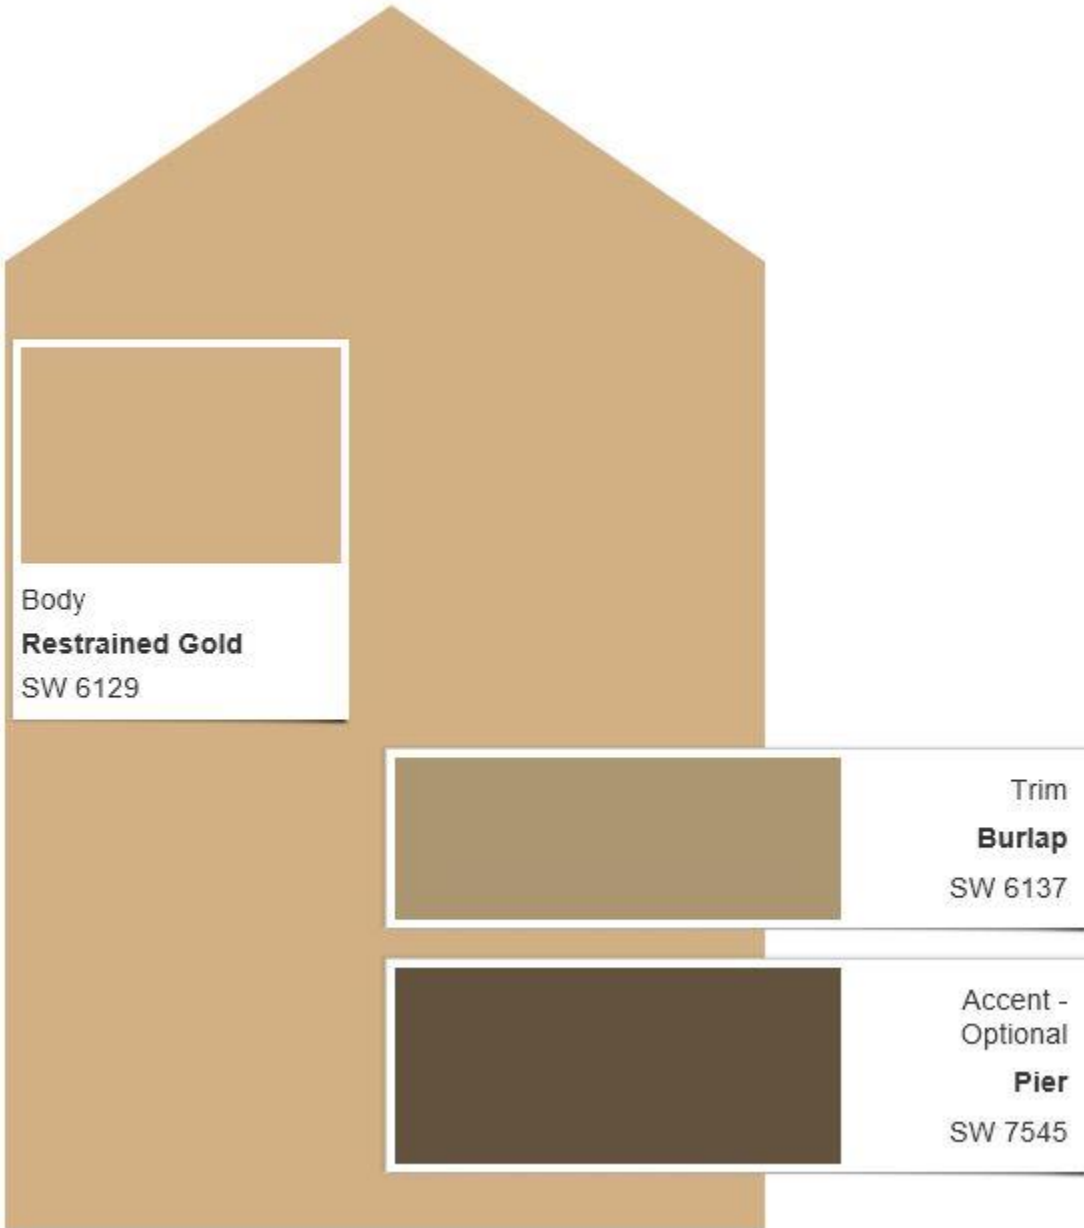 Body
Restrained Gold
SW 6129
Trim
Burlap
SW 6137
Accent -
Optional
Pier
SW 7545